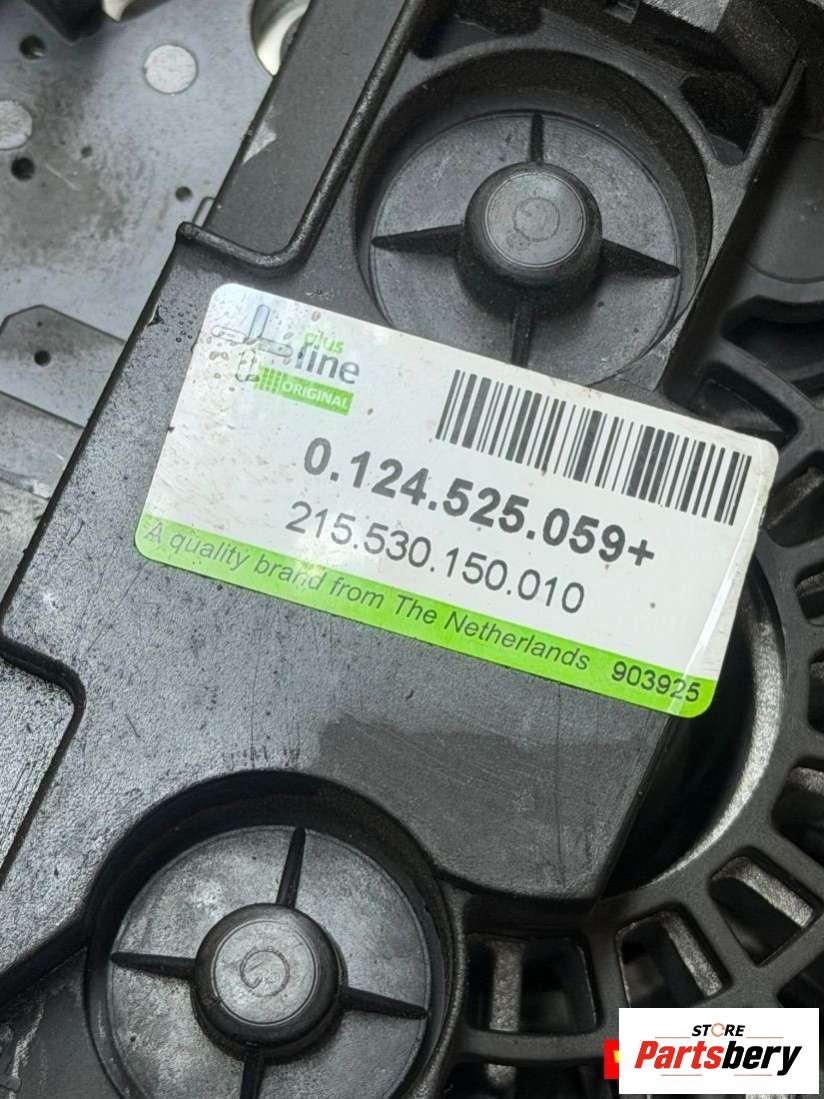 plus
line
ORIGINAL
0.124.525.059+
215.530.150.010
A quality brand from The Netherlands 903925
STORE
Partsbery